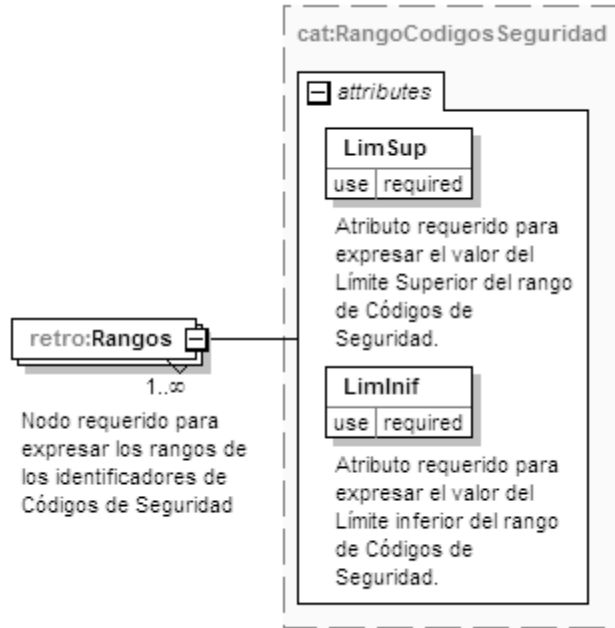 cat:RangoCodigosSeguridad
attributes
LimSup
use required
Atributo requerido para
expresar el valor del
Límite Superior del rango
de Códigos de
Seguridad.
retro:Rangos
1..∞
Nodo requerido para
expresar los rangos de
los identificadores de
Códigos de Seguridad
LimInif
use required
Atributo requerido para
expresar el valor del
Límite inferior del rango
de Códigos de
Seguridad.